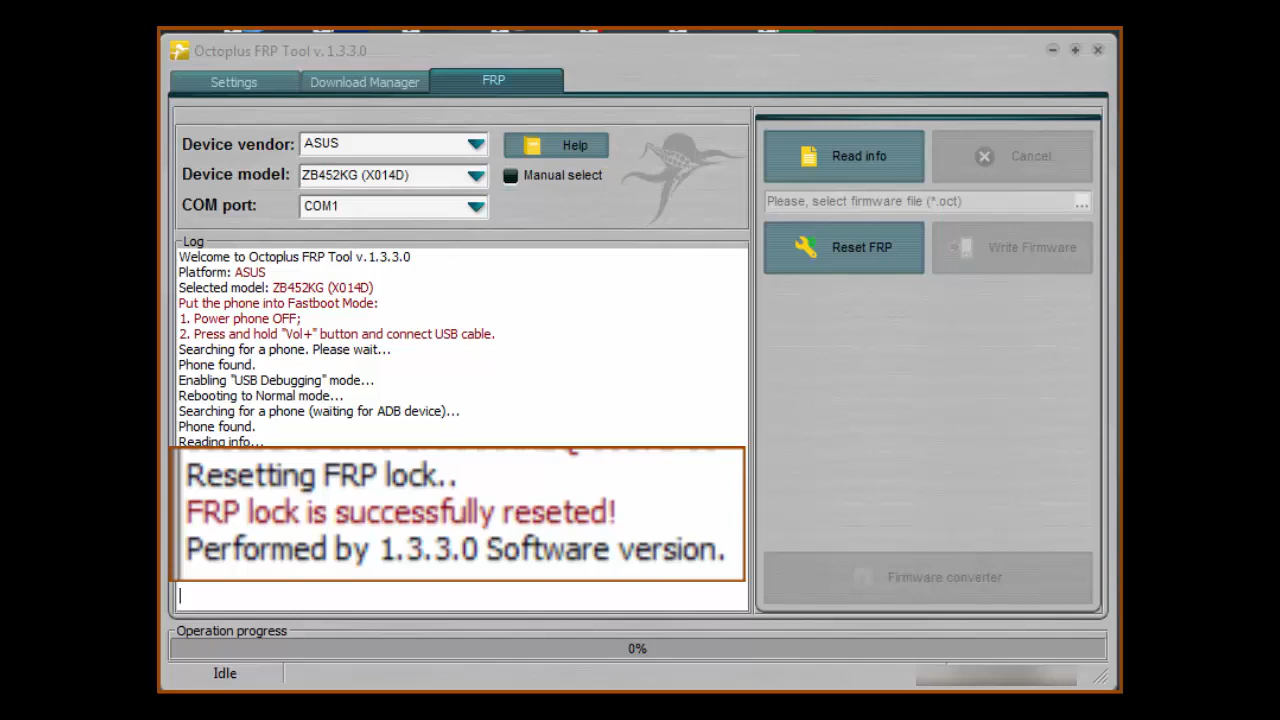 Octoplus FRP Tool v. 1.3.3.0
Settings
Download Manager
FRP
Device vendor:
ASUS
Help
Device model:
ZB452KG (X014D)
Manual select
COM port:
COM1
Read info
Cancel
Please, select firmware file (*.oct)
...
Reset FRP
Write Firmware
Log
Welcome to Octoplus FRP Tool v.1.3.3.0
Platform: ASUS
Selected model: ZB452KG (X014D)
Put the phone into Fastboot Mode:
1. Power phone OFF;
2. Press and hold "Vol+" button and connect USB cable.
Searching for a phone. Please wait...
Phone found.
Enabling "USB Debugging" mode...
Rebooting to Normal mode...
Searching for a phone (waiting for ADB device)...
Phone found.
Reading info...
Resetting FRP lock..
FRP lock is successfully reseted!
Performed by 1.3.3.0 Software version.
Firmware converter
Operation progress
0%
Idle